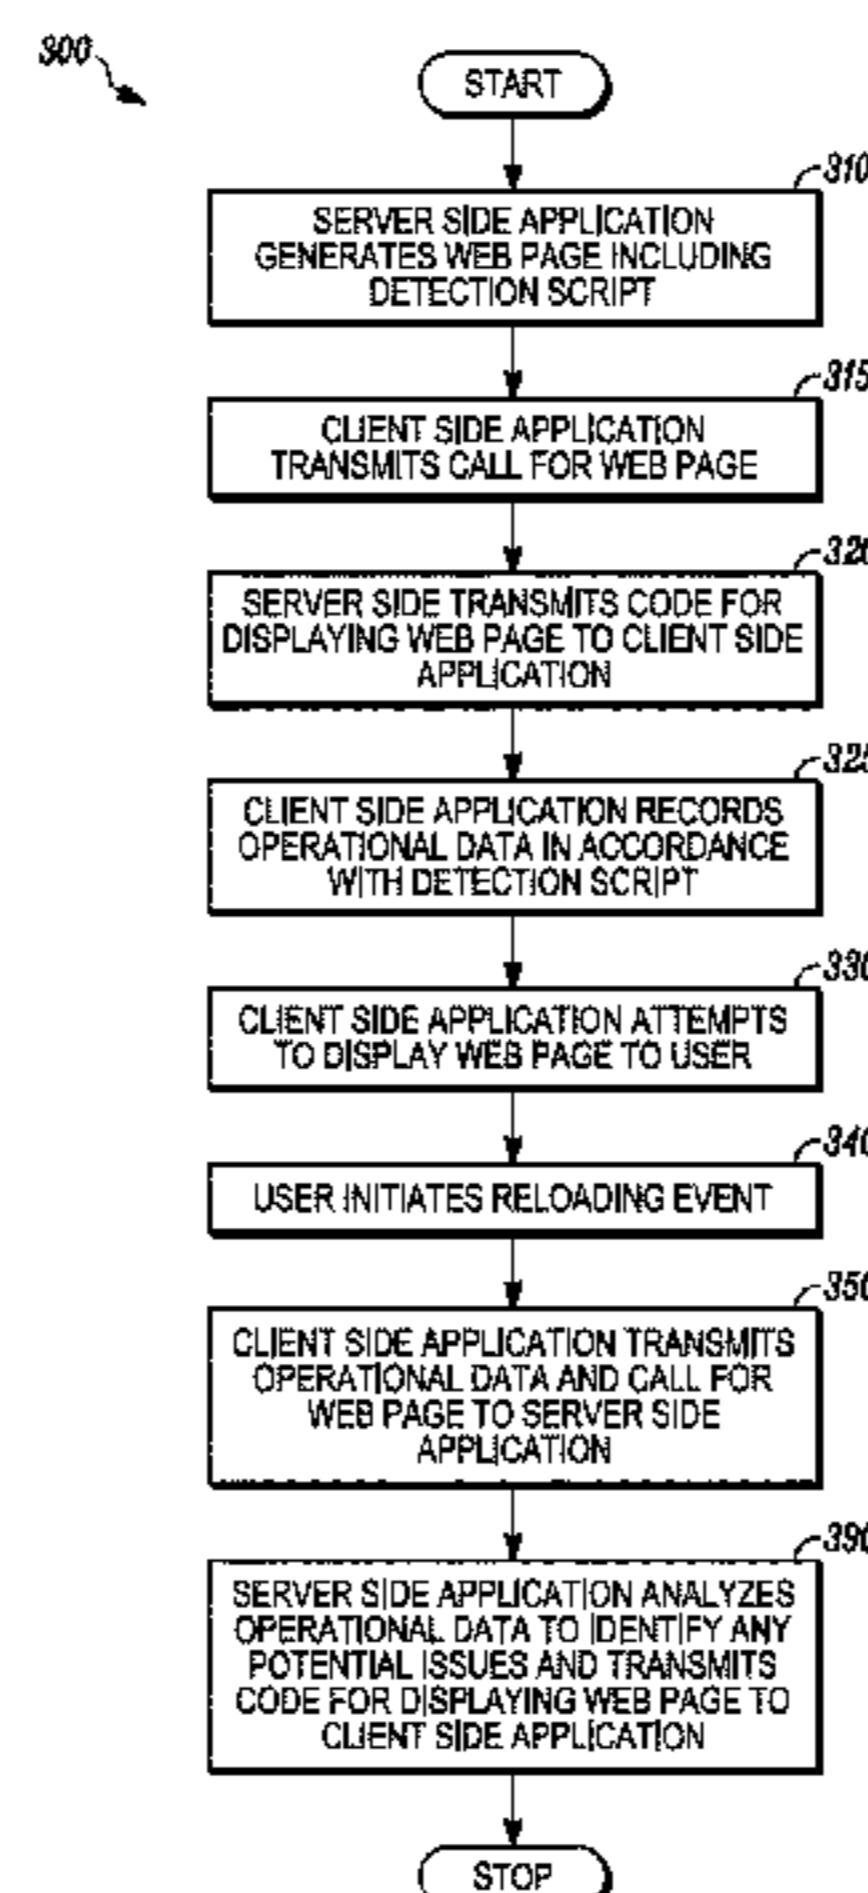 300
START
310
SERVER SIDE APPLICATION
GENERATES WEB PAGE INCLUDING
DETECTION SCRIPT
315
CLIENT SIDE APPLICATION
TRANSMITS CALL FOR WEB PAGE
320
SERVER SIDE TRANSMITS CODE FOR
DISPLAYING WEB PAGE TO CLIENT SIDE
APPLICATION
325
CLIENT SIDE APPLICATION RECORDS
OPERATIONAL DATA IN ACCORDANCE
WITH DETECTION SCRIPT
330
CLIENT SIDE APPLICATION ATTEMPTS
TO DISPLAY WEB PAGE TO USER
340
USER INITIATES RELOADING EVENT
350
CLIENT SIDE APPLICATION TRANSMITS
OPERATIONAL DATA AND CALL FOR
WEB PAGE TO SERVER SIDE
APPLICATION
390
SERVER SIDE APPLICATION ANALYZES
OPERATIONAL DATA TO IDENTIFY ANY
POTENTIAL ISSUES AND TRANSMITS
CODE FOR DISPLAYING WEB PAGE TO
CLIENT SIDE APPLICATION
STOP